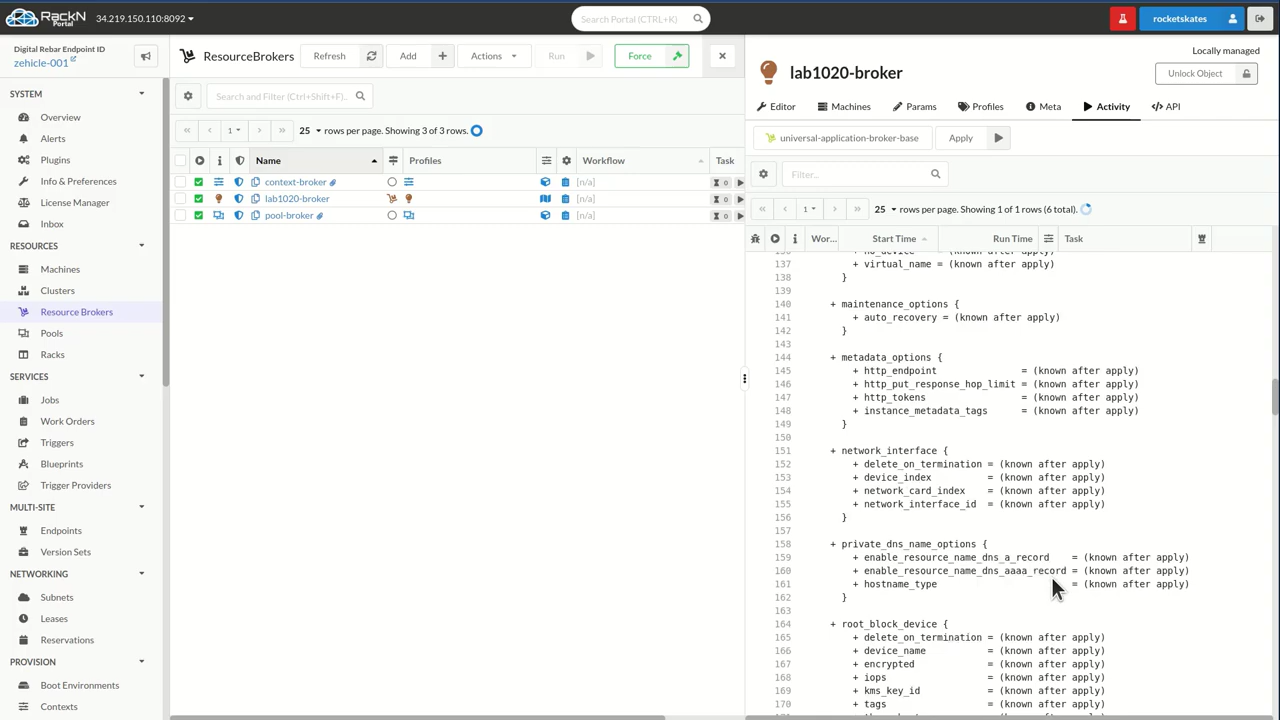 RackN
Portal
34.219.150.110:8092
Search Portal (CTRL+K)
rocketskates
Digital Rebar Endpoint ID
zehicle-001
SYSTEM
Overview
Alerts
Plugins
Info & Preferences
License Manager
Inbox
RESOURCES
Machines
Clusters
Resource Brokers
Pools
Racks
SERVICES
Jobs
Work Orders
Triggers
Blueprints
Trigger Providers
MULTI-SITE
Endpoints
Version Sets
NETWORKING
Subnets
Leases
Reservations
PROVISION
Boot Environments
Contexts
ResourceBrokers
Refresh
Add
Actions
Run
Force
Search and Filter (Ctrl+Shift+F)..
1
25 rows per page. Showing 3 of 3 rows.
Name Profiles Workflow Task
context-broker [n/a] 0
lab1020-broker [n/a] 0
pool-broker [n/a] 0
Locally managed
lab1020-broker
Unlock Object
Editor Machines Params Profiles Meta Activity API
universal-application-broker-base
Apply
Filter...
1
25 rows per page. Showing 1 of 1 rows (6 total).
Wor... Start Time Run Time Task
137 + virtual_name = (known after apply)
138 }
139
140 + maintenance_options {
141 + auto_recovery = (known after apply)
142 }
143
144 + metadata_options {
145 + http_endpoint = (known after apply)
146 + http_put_response_hop_limit = (known after apply)
147 + http_tokens = (known after apply)
148 + instance_metadata_tags = (known after apply)
149 }
150
151 + network_interface {
152 + delete_on_termination = (known after apply)
153 + device_index = (known after apply)
154 + network_card_index = (known after apply)
155 + network_interface_id = (known after apply)
156 }
157
158 + private_dns_name_options {
159 + enable_resource_name_dns_a_record = (known after apply)
160 + enable_resource_name_dns_aaaa_record = (known after apply)
161 + hostname_type = (known after apply)
162 }
163
164 + root_block_device {
165 + delete_on_termination = (known after apply)
166 + device_name = (known after apply)
167 + encrypted = (known after apply)
168 + iops = (known after apply)
169 + kms_key_id = (known after apply)
170 + tags = (known after apply)